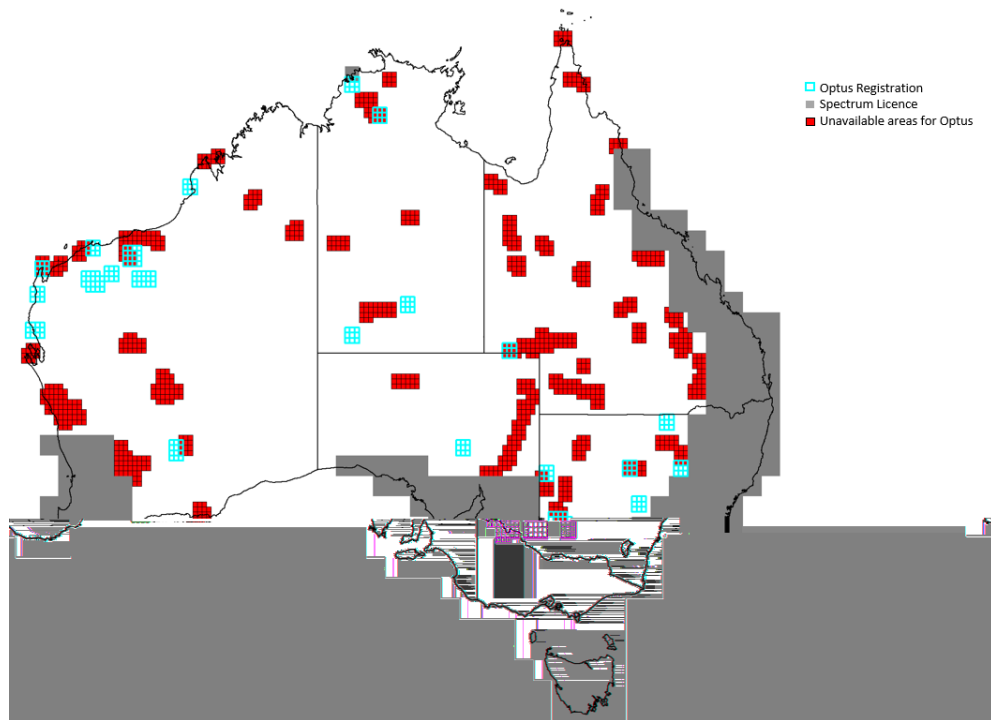 Optus Registration
Spectrum Licence
Unavailable areas for Optus